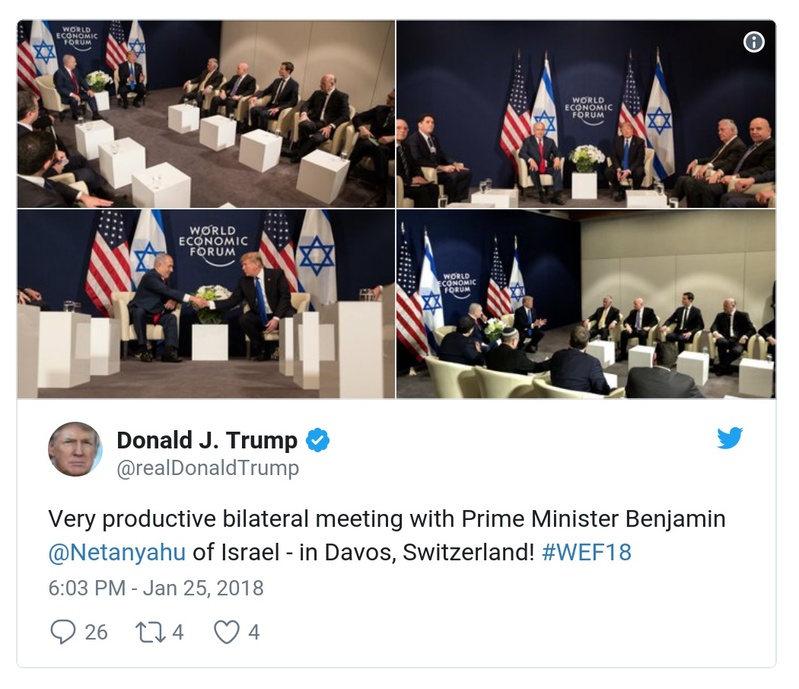 WORLD
ECONOMIC
FORUM
WORLD
ECONOMIC
FORUM
WORLD
ECONOMIC
FORUM
WORLD
ECONOMIC
FORUM
Donald J. Trump
@realDonaldTrump
Very productive bilateral meeting with Prime Minister Benjamin
@Netanyahu of Israel - in Davos, Switzerland! #WEF18
6:03 PM - Jan 25, 2018
26 4 4